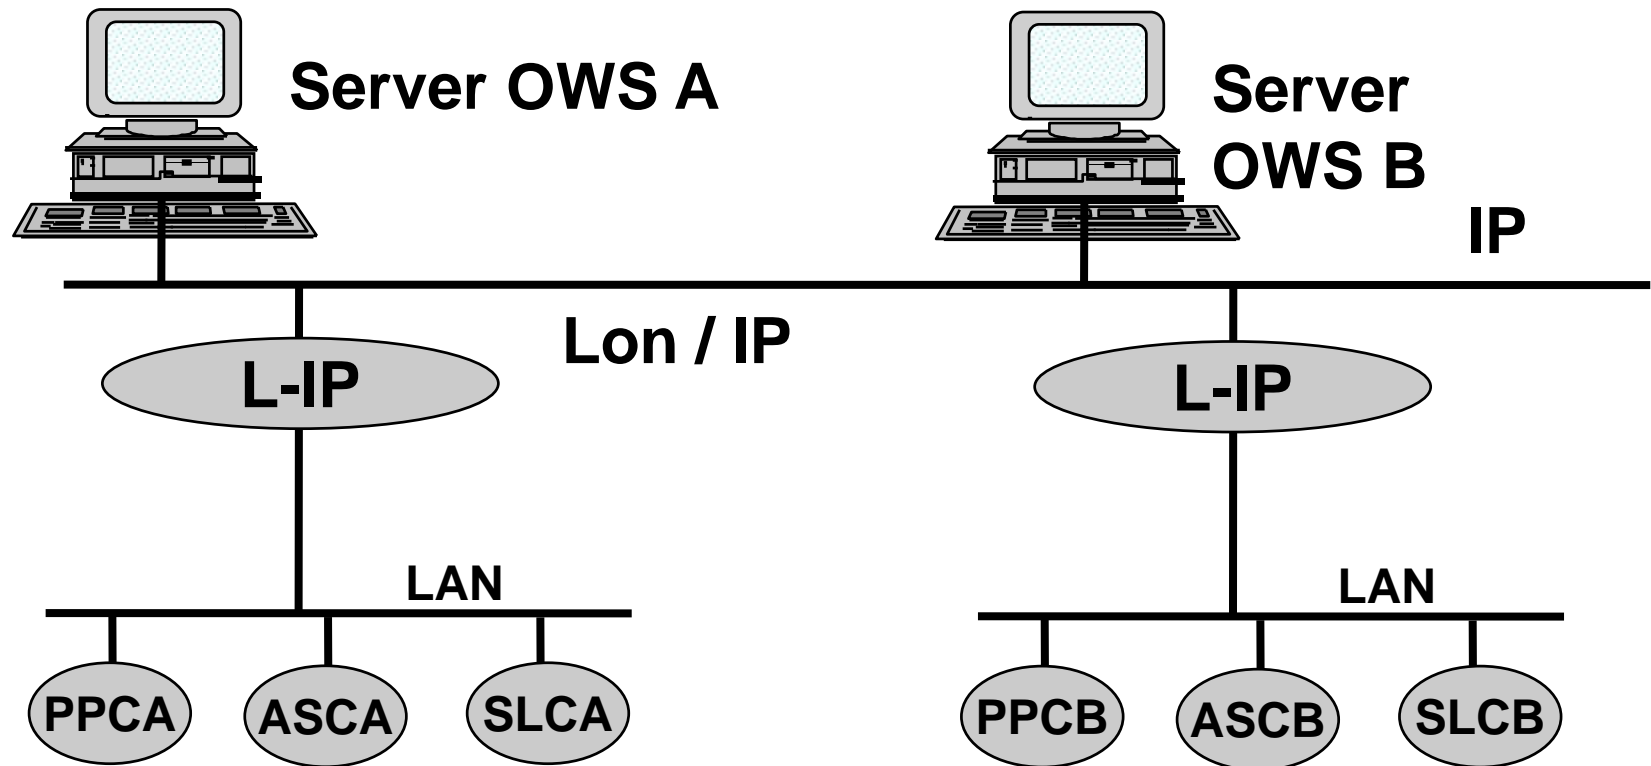 Server OWS A
Server
OWS B
IP
Lon / IP
L-IP
L-IP
LAN
LAN
PPCA
ASCA
SLCA
PPCB
ASCB
SLCB